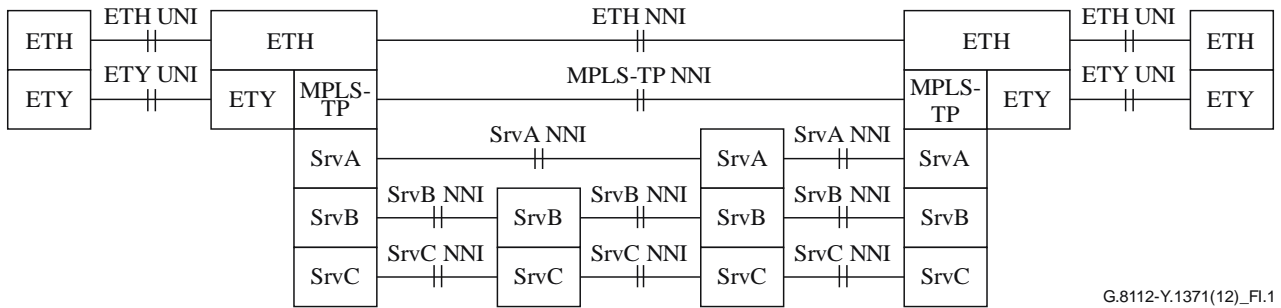 ETH UNI ETH NNI ETH UNI
ETH ETH ETH ETH
ETY UNI MPLS-TP NNI ETY UNI
ETY ETY MPLS-
TP MPLS-
TP ETY ETY
SrvA NNI SrvA NNI
SrvA SrvA SrvA
SrvB NNI SrvB NNI SrvB NNI
SrvB SrvB SrvB SrvB
SrvC NNI SrvC NNI SrvC NNI
SrvC SrvC SrvC SrvC
G.8112-Y.1371(12)_FI.1